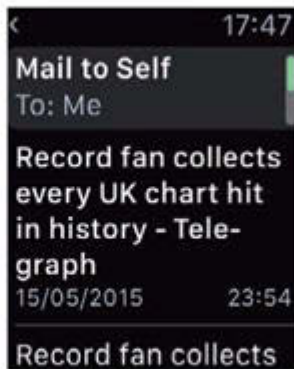 < 17:47
Mail to Self
To: Me
Record fan collects
every UK chart hit
in history - Tele-
graph
15/05/2015 23:54
Record fan collects